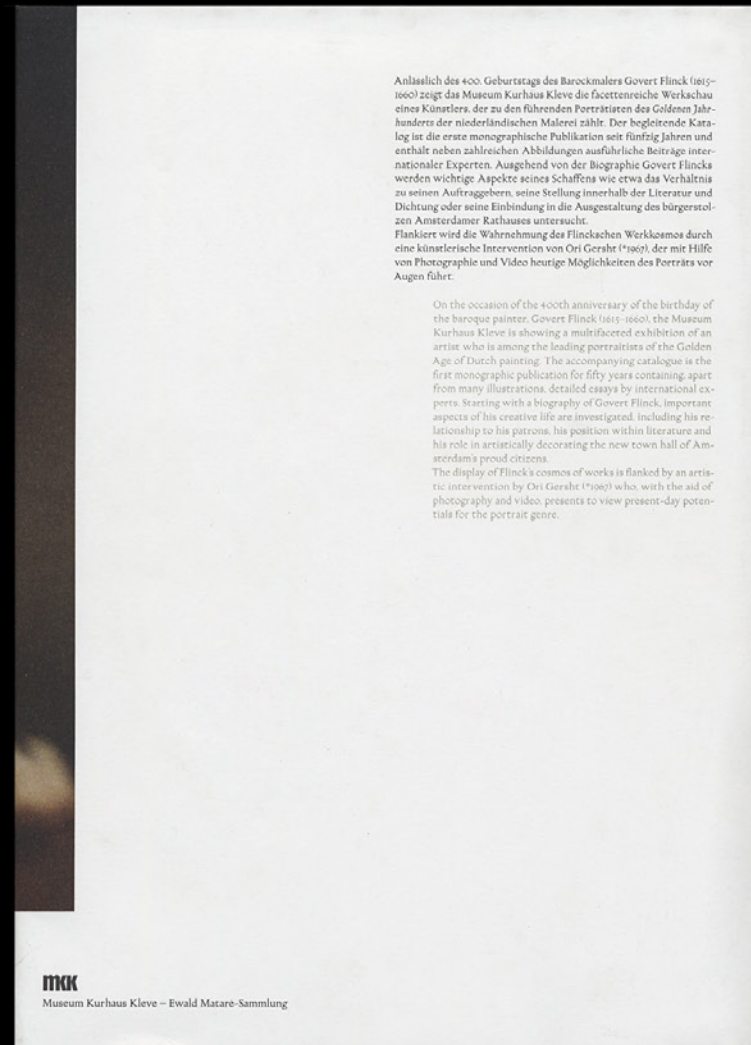 Anlässlich des 400. Geburtstags des Barockmalers Govert Flinck (1615–
1660) zeigt das Museum Kurhaus Kleve die facettenreiche Werkschau
eines Künstlers, der zu den führenden Porträtisten des Goldenen Jahr-
hunderts der niederländischen Malerei zählt. Der begleitende Kata-
log ist die erste monographische Publikation seit fünfzig Jahren und
enthält neben zahlreichen Abbildungen ausführliche Beiträge inter-
nationaler Experten. Ausgehend von der Biographie Govert Flincks
werden wichtige Aspekte seines Schaffens wie etwa das Verhältnis
zu seinen Auftraggebern, seine Stellung innerhalb der Literatur und
Dichtung oder seine Einbindung in die Ausgestaltung des bürgerstol-
zen Amsterdamer Rathauses untersucht.
Flankiert wird die Wahrnehmung des Flinckschen Werkkosmos durch
eine künstlerische Intervention von Ori Gersht (*1967), der mit Hilfe
von Photographie und Video heutige Möglichkeiten des Porträts vor
Augen führt.
On the occasion of the 400th anniversary of the birthday of
the baroque painter, Govert Flinck (1615–1660), the Museum
Kurhaus Kleve is showing a multifaceted exhibition of an
artist who is among the leading portraitists of the Golden
Age of Dutch painting. The accompanying catalogue is the
first monographic publication for fifty years containing, apart
from many illustrations, detailed essays by international ex-
perts. Starting with a biography of Govert Flinck, important
aspects of his creative life are investigated, including his re-
lationship to his patrons, his position within literature and
his role in artistically decorating the new town hall of Am-
sterdam's proud citizens.
The display of Flinck's cosmos of works is flanked by an artis-
tic intervention by Ori Gersht (*1967) who, with the aid of
photography and video, presents to view present-day poten-
tials for the portrait genre.
MKK
Museum Kurhaus Kleve – Ewald Mataré-Sammlung